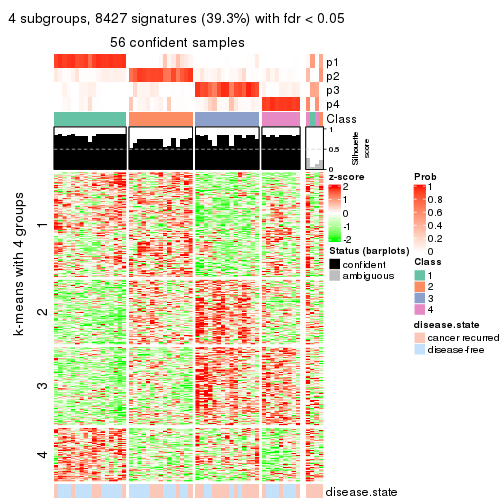 4 subgroups, 8427 signatures (39.3%) with fdr < 0.05
56 confident samples
p1
p2
p3
p4
Class
1
0.5
0
Silhouette
score
k-means with 4 groups
1
2
3
4
disease.state
z-score
2
1
0
-1
-2
Status (barplots)
confident
ambiguous
Prob
1
0.8
0.6
0.4
0.2
0
Class
1
2
3
4
disease.state
cancer recurred
disease-free